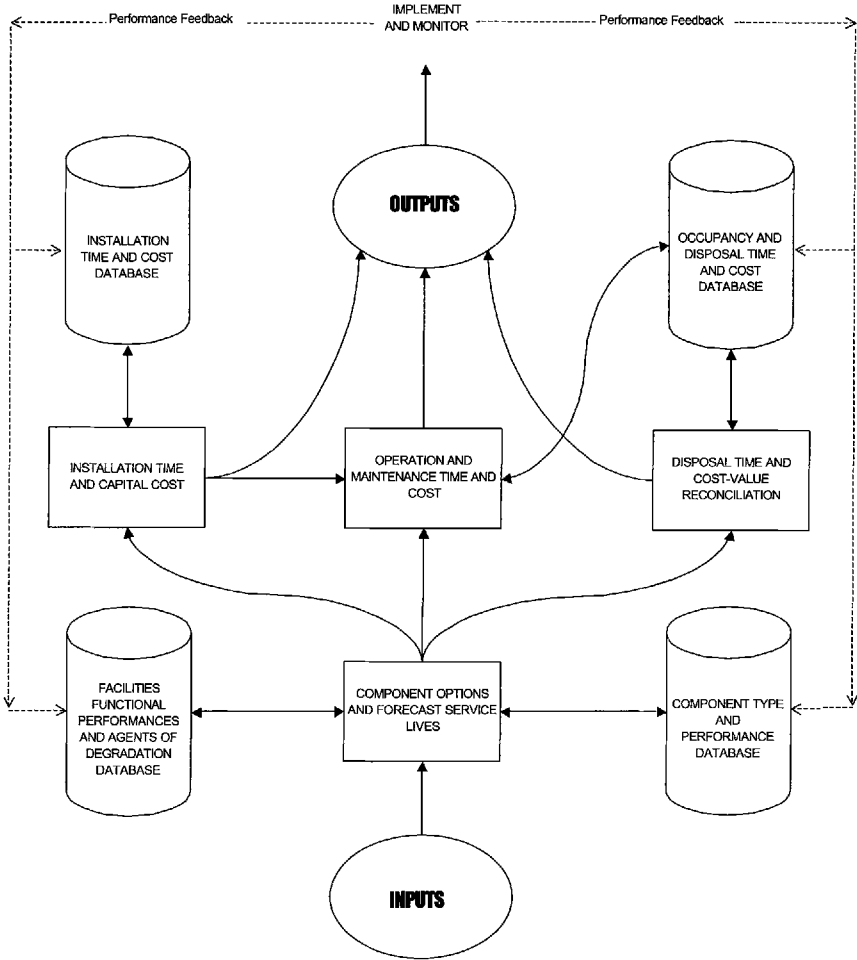 Performance Feedback
IMPLEMENT
AND MONITOR
Performance Feedback
INSTALLATION
TIME AND COST
DATABASE
OUTPUTS
OCCUPANCY AND
DISPOSAL TIME
AND COST
DATABASE
INSTALLATION TIME
AND CAPITAL COST
OPERATION AND
MAINTENANCE TIME AND
COST
DISPOSAL TIME AND
COST-VALUE
RECONCILIATION
FACILITIES
FUNCTIONAL
PERFORMANCES
AND AGENTS OF
DEGRADATION
DATABASE
COMPONENT OPTIONS
AND FORECAST SERVICE
LIVES
COMPONENT TYPE
AND
PERFORMANCE
DATABASE
INPUTS